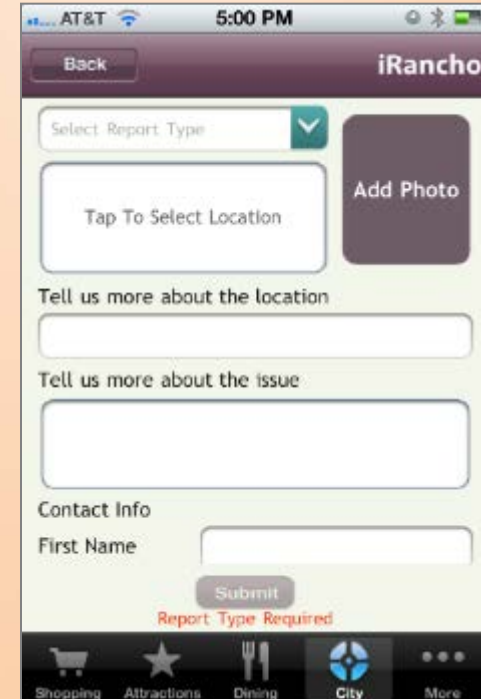 AT&T 5:00 PM
Back iRancho
Select Report Type
Add Photo
Tap To Select Location
Tell us more about the location
Tell us more about the issue
Contact Info
First Name
Submit
Report Type Required
Shopping Attractions Dining City More